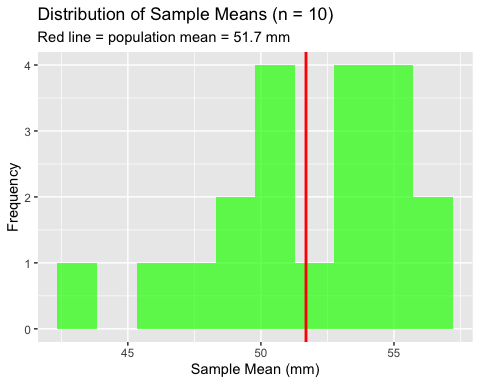 Distribution of Sample Means (n = 10)
Red line = population mean = 51.7 mm
4
3
2
1
0
Frequency
45 50 55
Sample Mean (mm)